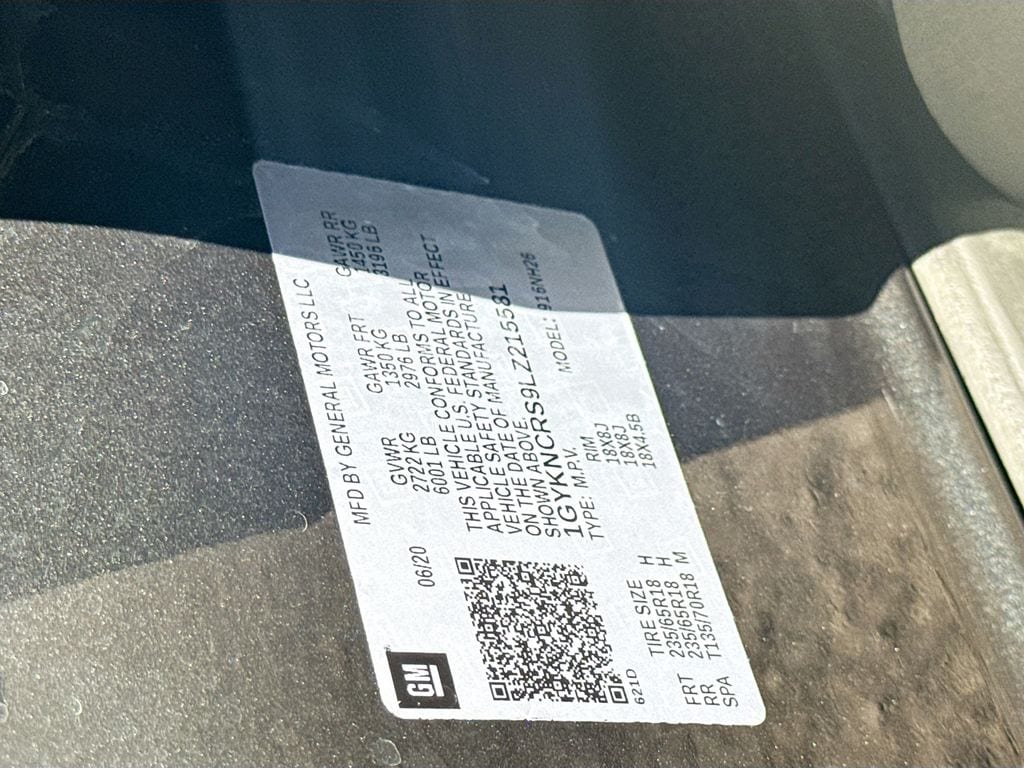 GM
MFD BY GENERAL MOTORS LLC
06/20 GVWR GAWR FRT GAWR RR
2722 KG 1350 KG 1450 KG
6001 LB 2976 LB 3196 LB
THIS VEHICLE CONFORMS TO ALL
APPLICABLE U.S. FEDERAL MOTOR
VEHICLE SAFETY STANDARDS IN EFFECT
ON THE DATE OF MANUFACTURE
SHOWN ABOVE.
1GYKNCRS9LZ215581
TYPE: M.P.V. MODEL: 916NH26
621D
TIRE SIZE RIM
FRT 235/65R18 H 18X8J
RR 235/65R18 H 18X8J
SPA T135/70R18 M 18X4.5B